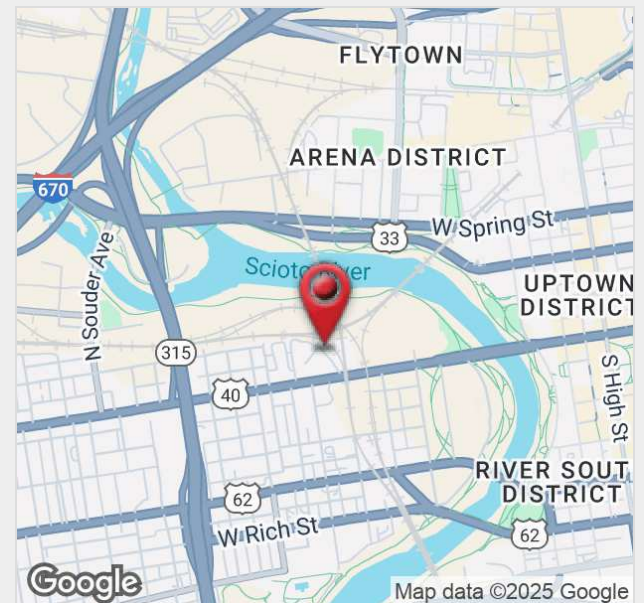 FLYTOWN
ARENA DISTRICT
670
W Spring St
33
Scioto River
UPTOWN
DISTRICT
N Souder Ave
315
S High St
40
RIVER SOUT
DISTRICT
62
W Rich St
62
Google
Map data ©2025 Google